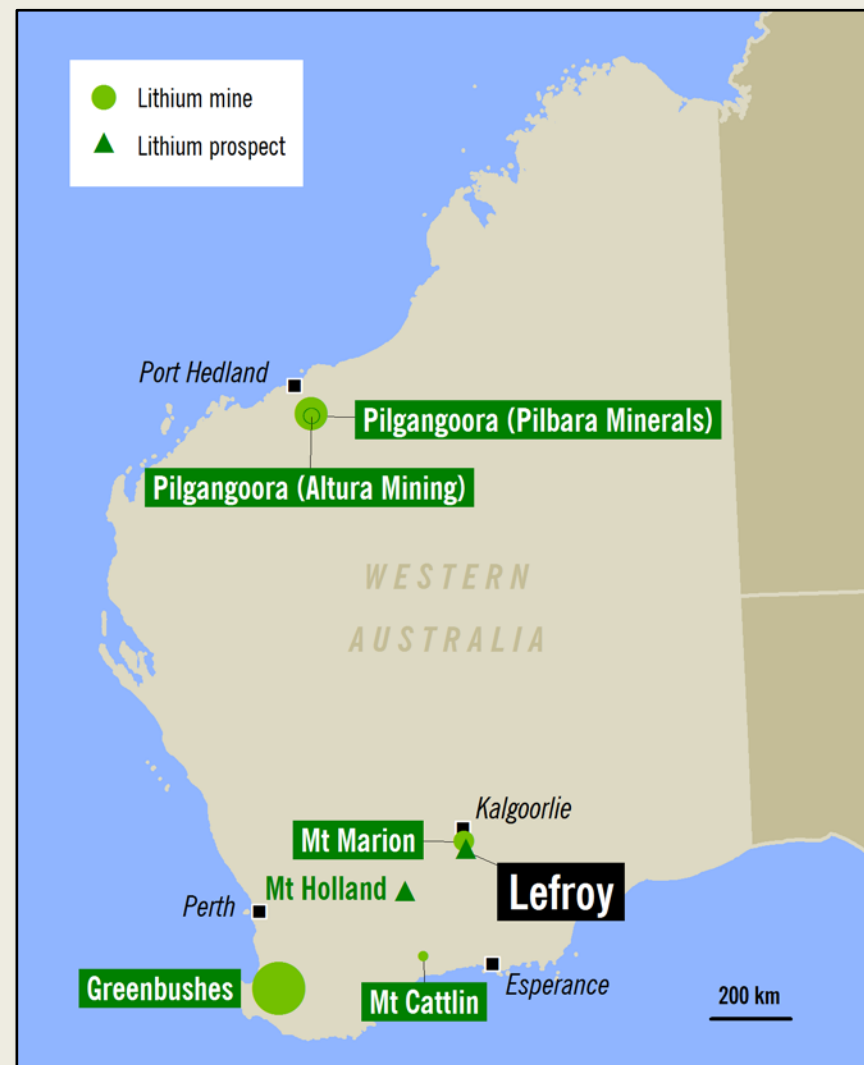 Lithium mine
Lithium prospect
Port Hedland
Pilgangoora (Pilbara Minerals)
Pilgangoora (Altura Mining)
WESTERN
AUSTRALIA
Kalgoorlie
Mt Marion
Lefroy
Mt Holland
Perth
Greenbushes
Mt Cattlin
Esperance
200 km